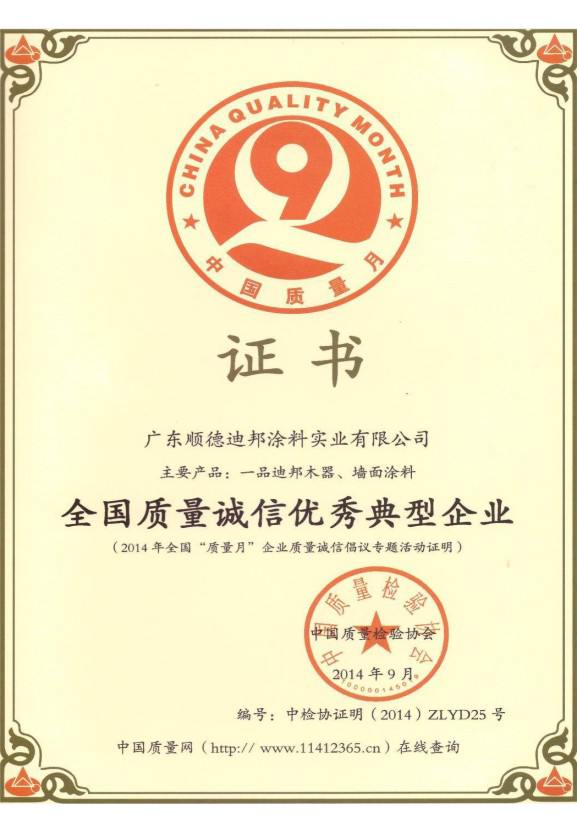 CHINA QUALITY MONTH
中国质量月
证书
广东顺德迪邦涂料实业有限公司
主要产品：一品迪邦木器、墙面涂料
全国质量诚信优秀典型企业
（2014年全国“质量月”企业质量诚信倡议专题活动证明）
中国质量检验协会
中国质量检验协会
2014年9月
编号：中检协证明（2014）ZLYD25号
中国质量网（http:// www.11412365.cn）在线查询